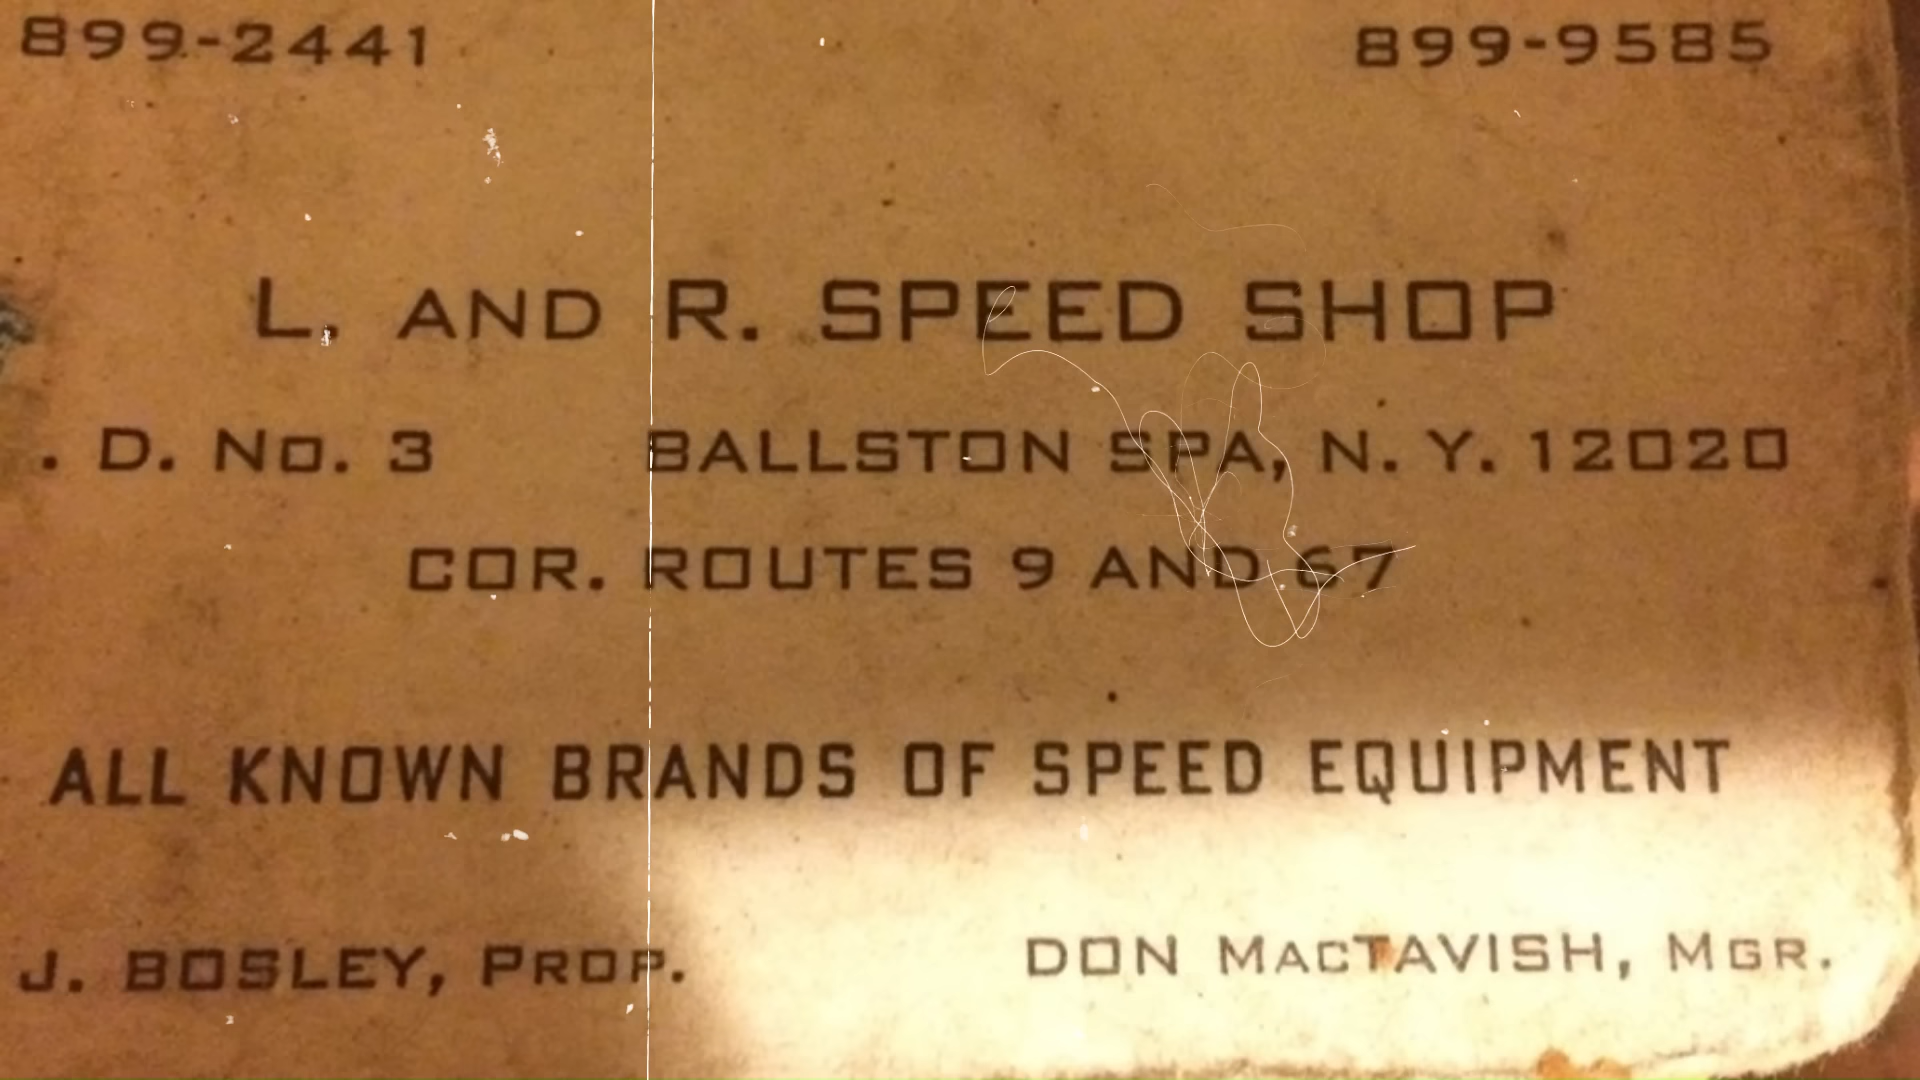 899-2441 899-9585
L. AND R. SPEED SHOP
. D. No. 3 BALLSTON SPA, N. Y. 12020
COR. ROUTES 9 AND 67
ALL KNOWN BRANDS OF SPEED EQUIPMENT
J. BOSLEY, PROP. DON MACTAVISH, MGR.